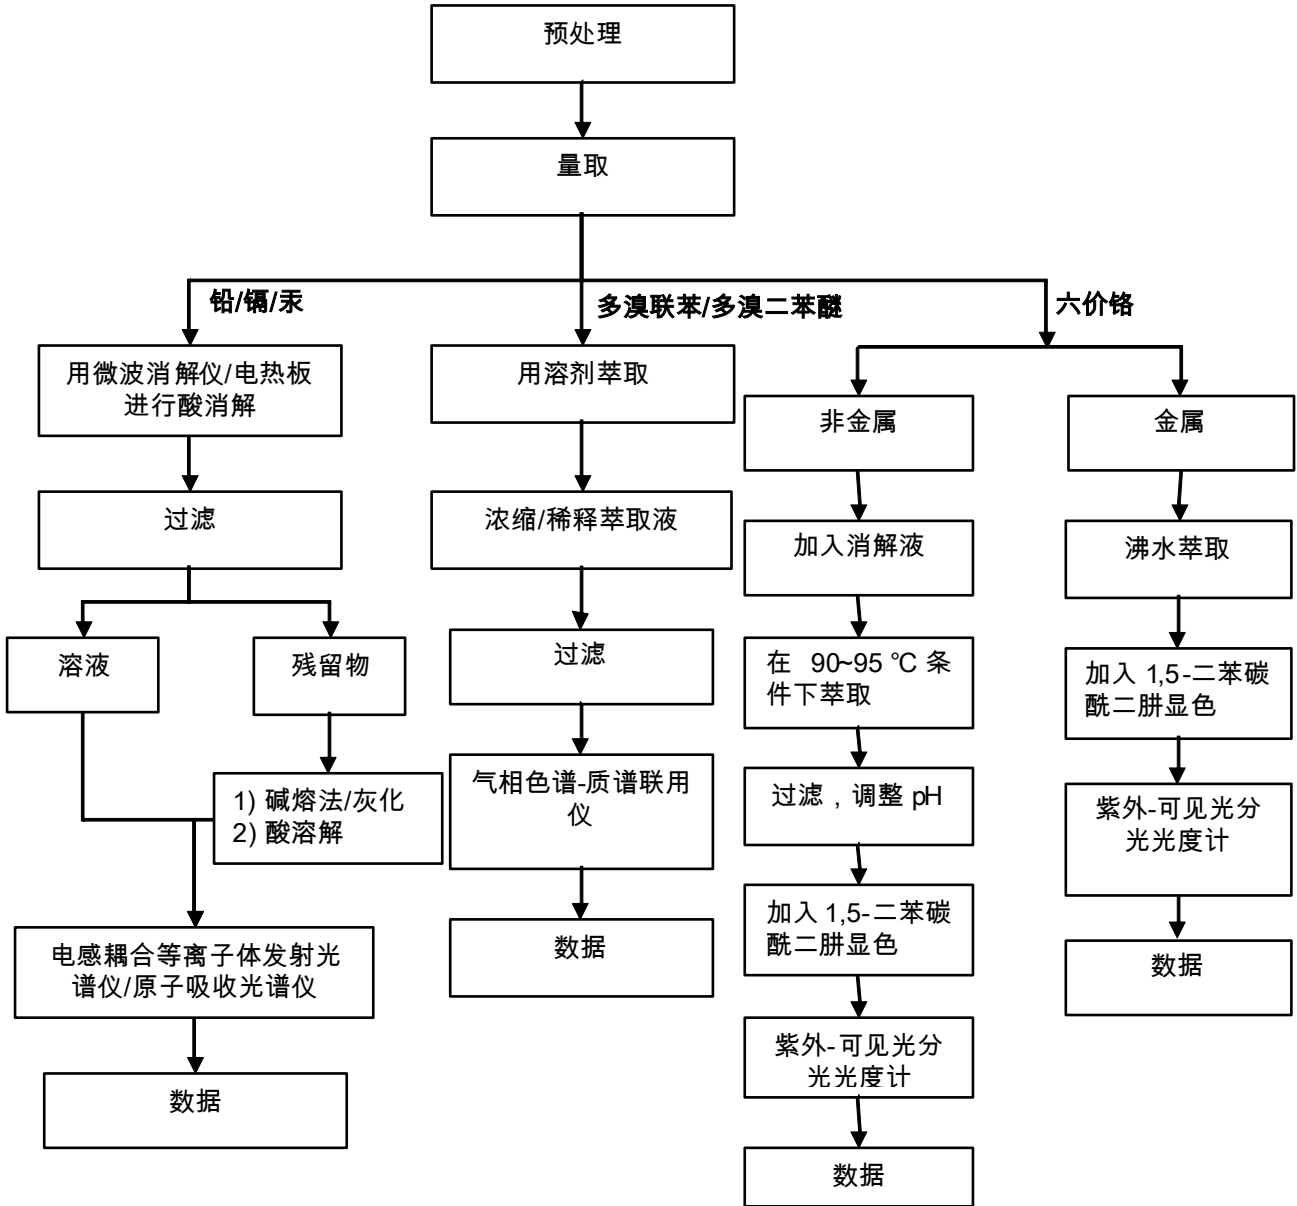 预处理
量取
铅/镉/汞
多溴联苯/多溴二苯醚
六价铬
用微波消解仪/电热板
进行酸消解
过滤
溶液
残留物
1) 碱熔法/灰化
2) 酸溶解
电感耦合等离子体发射光
谱仪/原子吸收光谱仪
数据
用溶剂萃取
浓缩/稀释萃取液
过滤
气相色谱-质谱联用
仪
数据
非金属
加入消解液
在 90~95 °C 条
件下萃取
过滤，调整 pH
加入 1,5-二苯碳
酰二肼显色
紫外-可见光分
光光度计
数据
金属
沸水萃取
加入 1,5-二苯碳
酰二肼显色
紫外-可见光分
光光度计
数据